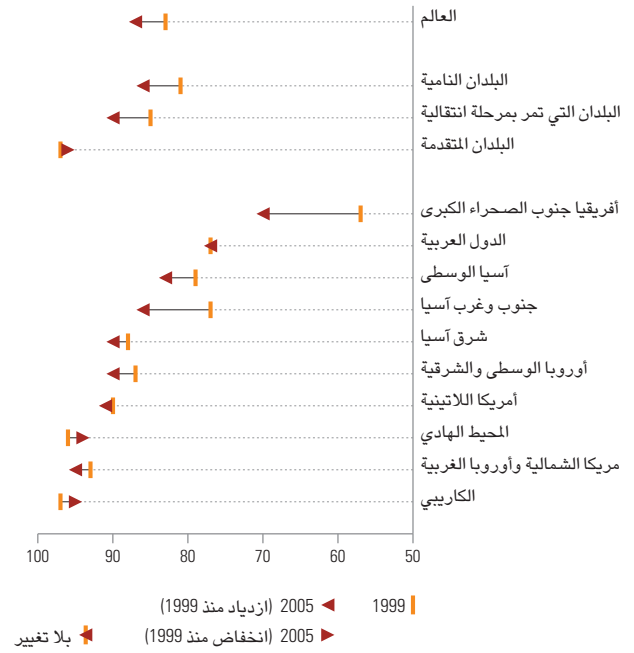 العالم
البلدان النامية
البلدان التي تمر بمرحلة انتقالية
البلدان المتقدمة
أفريقيا جنوب الصحراء الكبرى
الدول العربية
آسيا الوسطى
جنوب وغرب آسيا
شرق آسيا
أوروبا الوسطى والشرقية
أمريكا اللاتينية
المحيط الهادي
مريكا الشمالية وأوروبا الغربية
الكاريبي
50 60 70 80 90 100
1999 2005 (ازدياد منذ 1999)
2005 (انخفاض منذ 1999) بلا تغيير